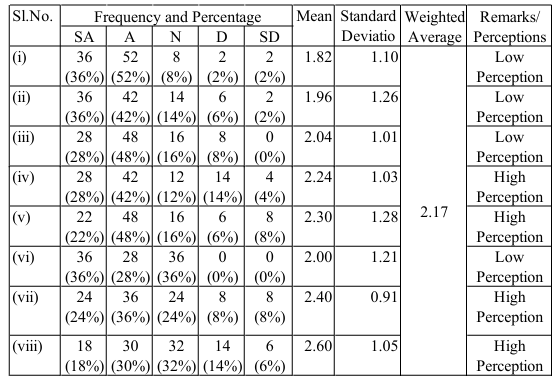 Sl.No. Frequency and Percentage Mean Standard Weighted Remarks/
SA A N D SD Deviatio Average Perceptions
(i) 36 52 8 2 2 1.82 1.10 Low
(36%) (52%) (8%) (2%) (2%) Perception
(ii) 36 42 14 6 2 1.96 1.26 Low
(36%) (42%) (14%) (6%) (2%) Perception
(iii) 28 48 16 8 0 2.04 1.01 Low
(28%) (48%) (16%) (8%) (0%) Perception
(iv) 28 42 12 14 4 2.24 1.03 High
(28%) (42%) (12%) (14%) (4%) Perception
(v) 22 48 16 6 8 2.30 1.28 2.17 High
(22%) (48%) (16%) (6%) (8%) Perception
(vi) 36 28 36 0 0 2.00 1.21 Low
(36%) (28%) (36%) (0%) (0%) Perception
(vii) 24 36 24 8 8 2.40 0.91 High
(24%) (36%) (24%) (8%) (8%) Perception
(viii) 18 30 32 14 6 2.60 1.05 High
(18%) (30%) (32%) (14%) (6%) Perception